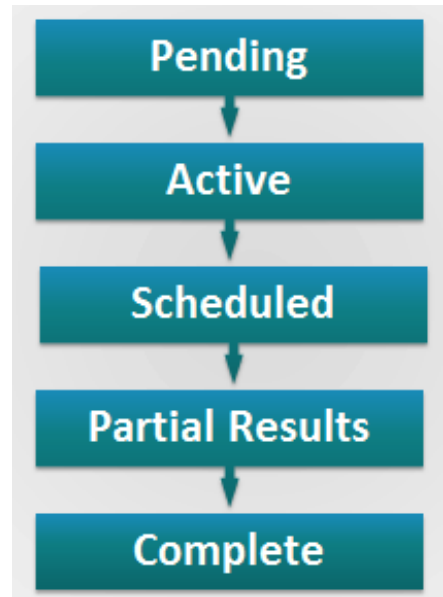 Pending
Active
Scheduled
Partial Results
Complete